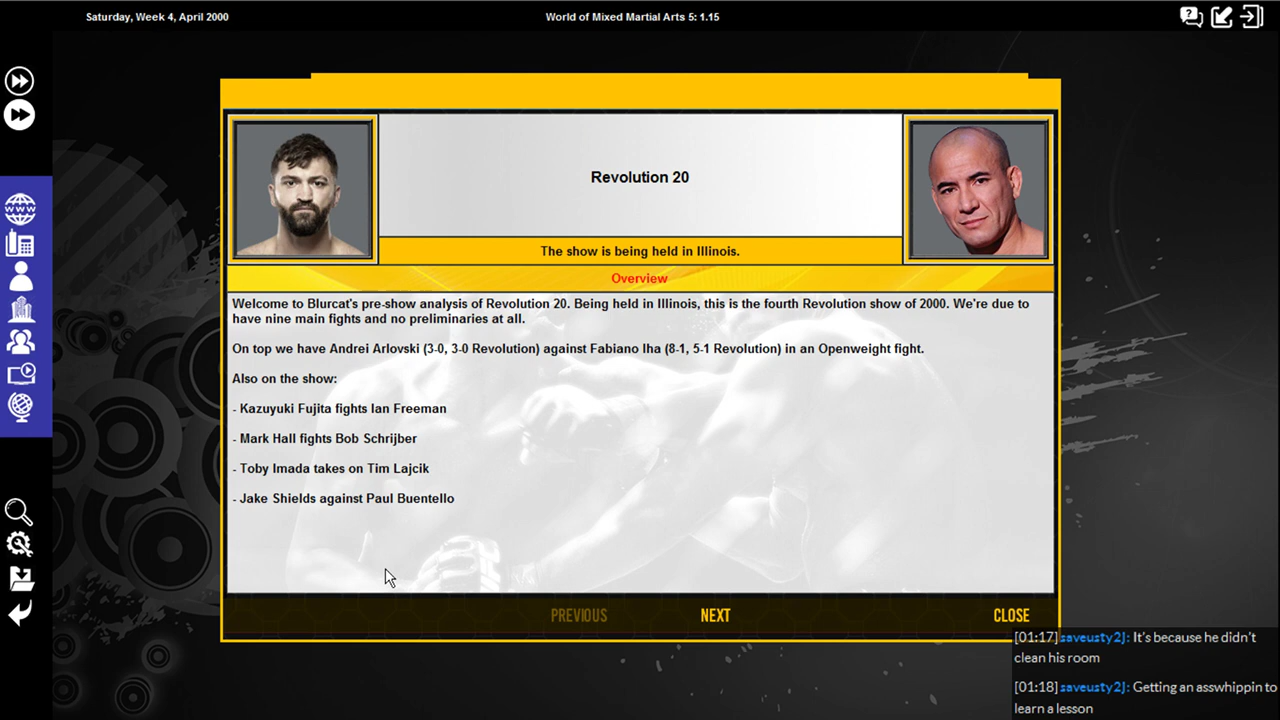 Saturday, Week 4, April 2000
World of Mixed Martial Arts 5: 1.15
WWW
Revolution 20
The show is being held in Illinois.
Overview
Welcome to Blurcat's pre-show analysis of Revolution 20. Being held in Illinois, this is the fourth Revolution show of 2000. We're due to
have nine main fights and no preliminaries at all.
On top we have Andrei Arlovski (3-0, 3-0 Revolution) against Fabiano Iha (8-1, 5-1 Revolution) in an Openweight fight.
Also on the show:
- Kazuyuki Fujita fights Ian Freeman
- Mark Hall fights Bob Schrijber
- Toby Imada takes on Tim Lajcik
- Jake Shields against Paul Buentello
PREVIOUS
NEXT
CLOSE
[01:17]saveusty2J: It's because he didn't
clean his room
[01:18]saveusty2J: Getting an asswhippin to
learn a lesson